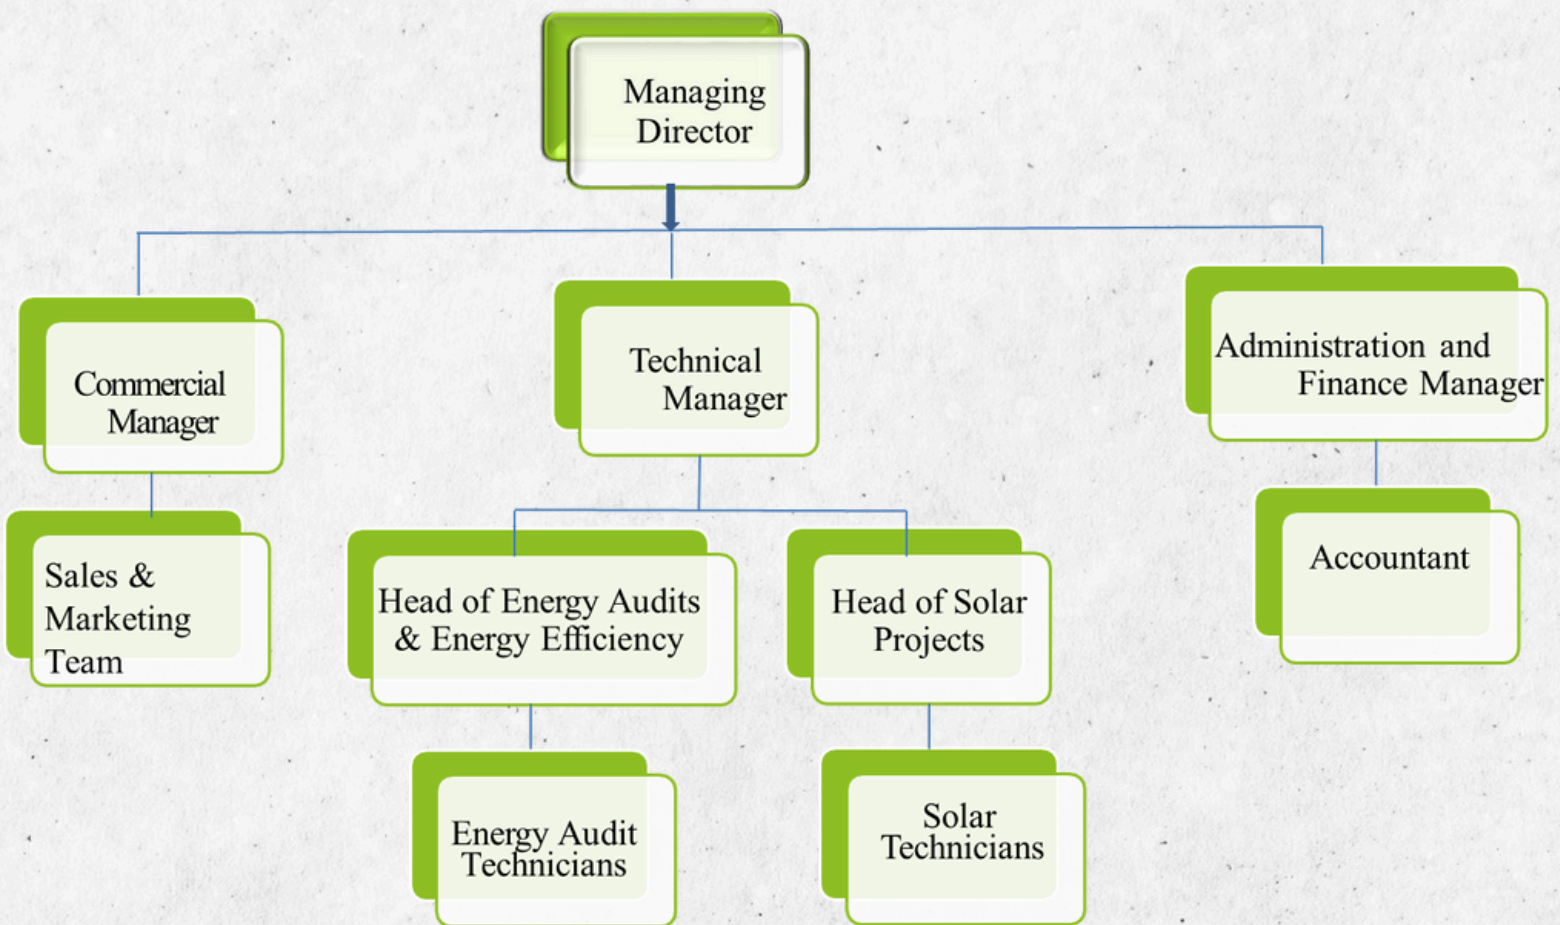 Managing
Director
Commercial
Manager
Technical
Manager
Administration and
Finance Manager
Sales &
Marketing
Team
Head of Energy Audits
& Energy Efficiency
Head of Solar
Projects
Accountant
Energy Audit
Technicians
Solar
Technicians